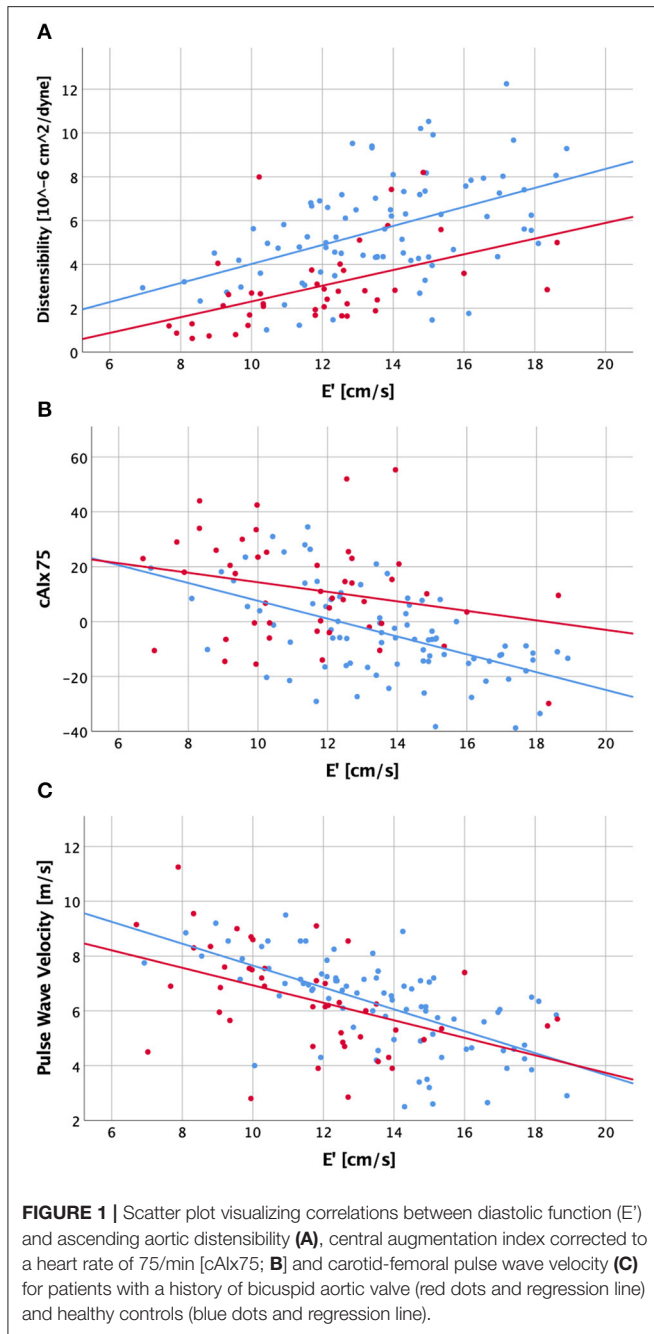 A
Distensibility [10^-6 cm^2/dyne]
12
10
8
6
4
2
0
6 8 10 12 14 16 18 20
E' [cm/s]
B
cAIx75
60
40
20
0
-20
-40
6 8 10 12 14 16 18 20
E' [cm/s]
C
Pulse Wave Velocity [m/s]
12
10
8
6
4
2
6 8 10 12 14 16 18 20
E' [cm/s]
FIGURE 1 | Scatter plot visualizing correlations between diastolic function (E')
and ascending aortic distensibility (A), central augmentation index corrected to
a heart rate of 75/min [cAIx75; B] and carotid-femoral pulse wave velocity (C)
for patients with a history of bicuspid aortic valve (red dots and regression line)
and healthy controls (blue dots and regression line).